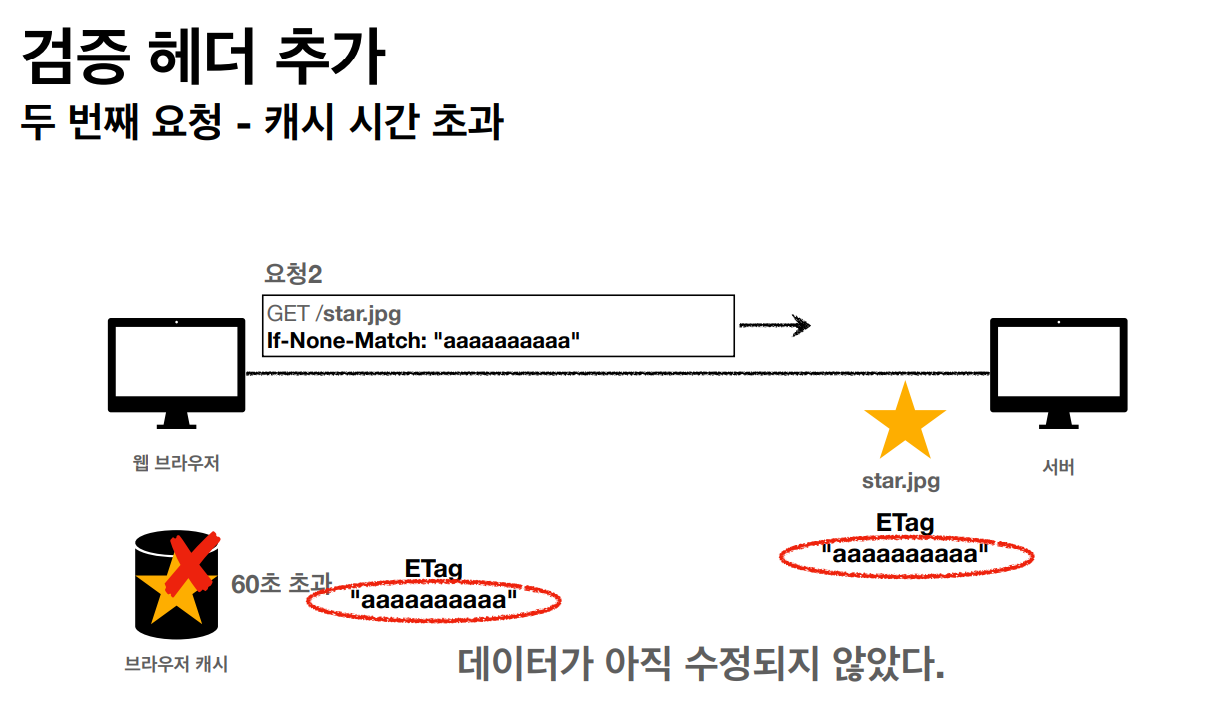 검증 헤더 추가
두 번째 요청 - 캐시 시간 초과
요청2
GET /star.jpg
If-None-Match: "aaaaaaaaaa"
웹 브라우저
서버
star.jpg
ETag
"aaaaaaaaaa"
60초 초과
ETag
"aaaaaaaaaa"
브라우저 캐시
데이터가 아직 수정되지 않았다.